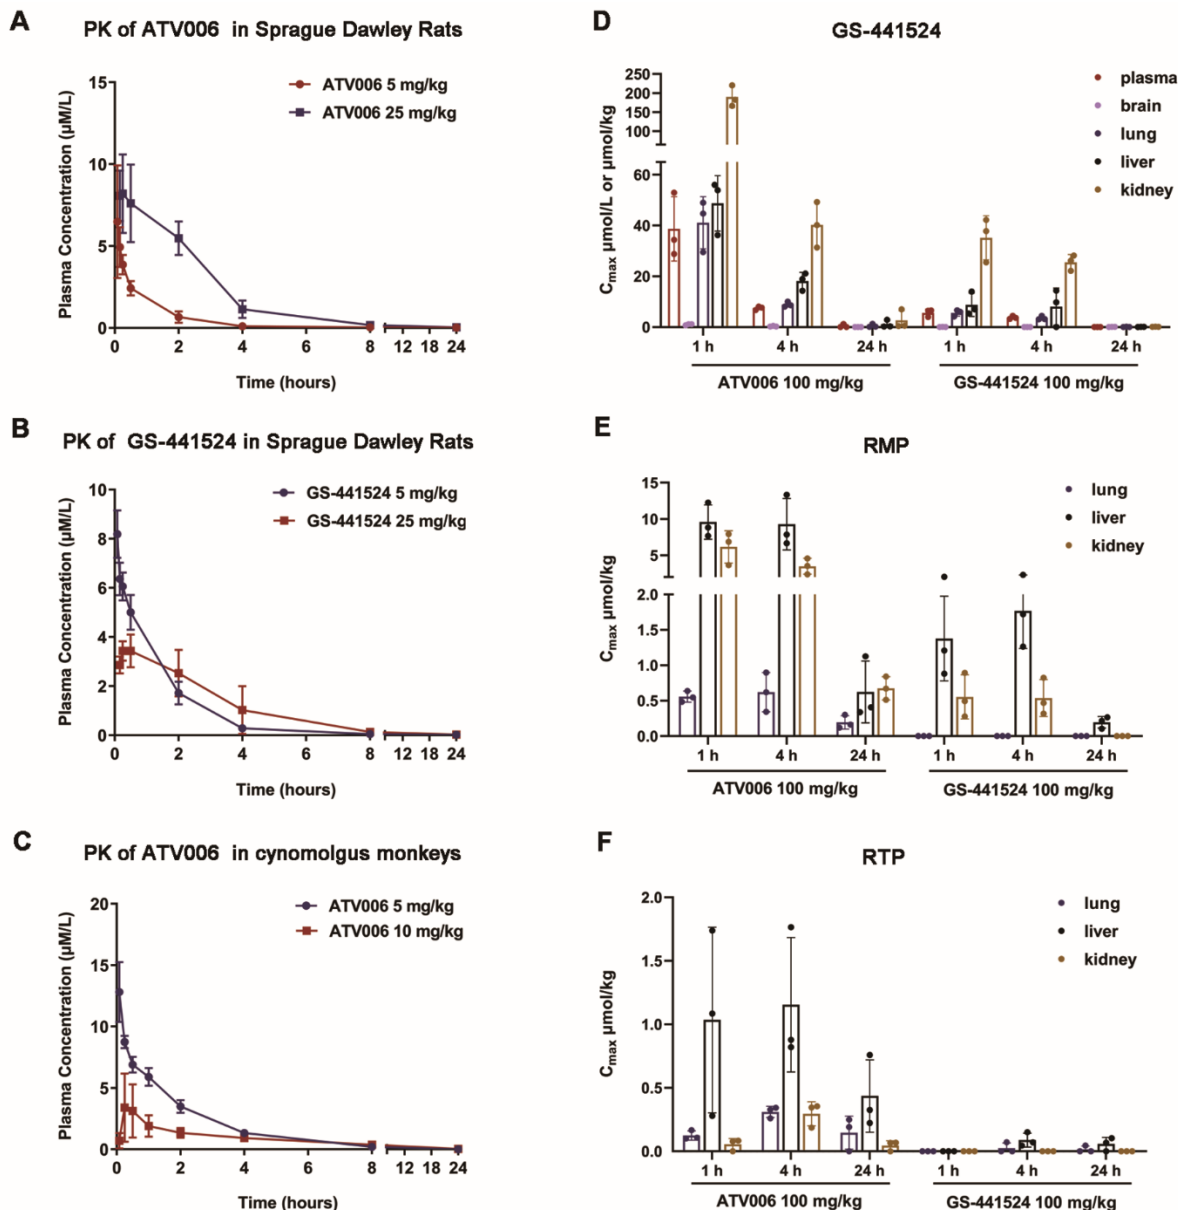 A
PK of ATV006 in Sprague Dawley Rats
ATV006 5 mg/kg
ATV006 25 mg/kg
Plasma Concentration (µM/L)
15
10
5
0
0 2 4 8 12 18 24
Time (hours)
B
PK of GS-441524 in Sprague Dawley Rats
GS-441524 5 mg/kg
GS-441524 25 mg/kg
Plasma Concentration (µM/L)
10
8
6
4
2
0
0 2 4 8 12 18 24
Time (hours)
C
PK of ATV006 in cynomolgus monkeys
ATV006 5 mg/kg
ATV006 10 mg/kg
Plasma Concentration (µM/L)
20
15
10
5
0
0 2 4 8 12 18 24
Time (hours)
D
GS-441524
plasma
brain
lung
liver
kidney
Cmax µmol/L or µmol/kg
250
200
150
100
60
40
20
0
1 h 4 h 24 h 1 h 4 h 24 h
ATV006 100 mg/kg GS-441524 100 mg/kg
E
RMP
lung
liver
kidney
Cmax µmol/kg
15
10
5
2.0
1.5
1.0
0.5
0.0
1 h 4 h 24 h 1 h 4 h 24 h
ATV006 100 mg/kg GS-441524 100 mg/kg
F
RTP
lung
liver
kidney
Cmax µmol/kg
2.0
1.5
1.0
0.5
0.0
1 h 4 h 24 h 1 h 4 h 24 h
ATV006 100 mg/kg GS-441524 100 mg/kg